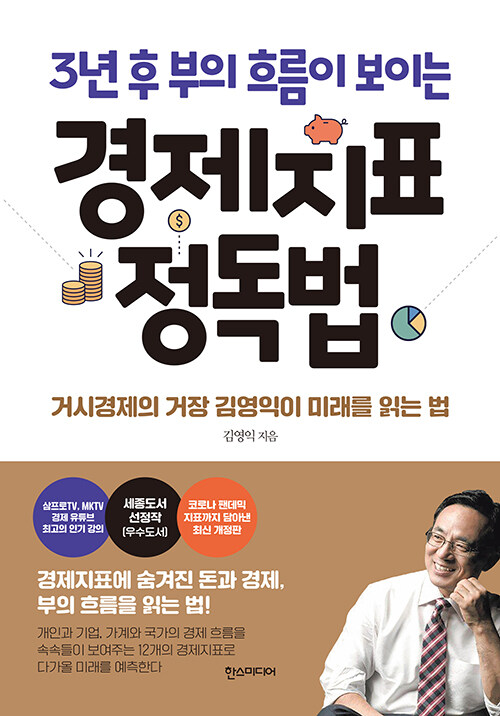 3년 후 부의 흐름이 보이는
경제지표
정독법
거시경제의 거장 김영익이 미래를 읽는 법
김영익 지음
삼프로TV, MKTV
경제 유튜브
최고의 인기 강의
세종도서
선정작
(우수도서)
코로나 팬데믹
지표까지 담아낸
최신 개정판
경제지표에 숨겨진 돈과 경제,
부의 흐름을 읽는 법!
개인과 기업, 가계와 국가의 경제 흐름을
속속들이 보여주는 12개의 경제지표로
다가올 미래를 예측한다
한스미디어